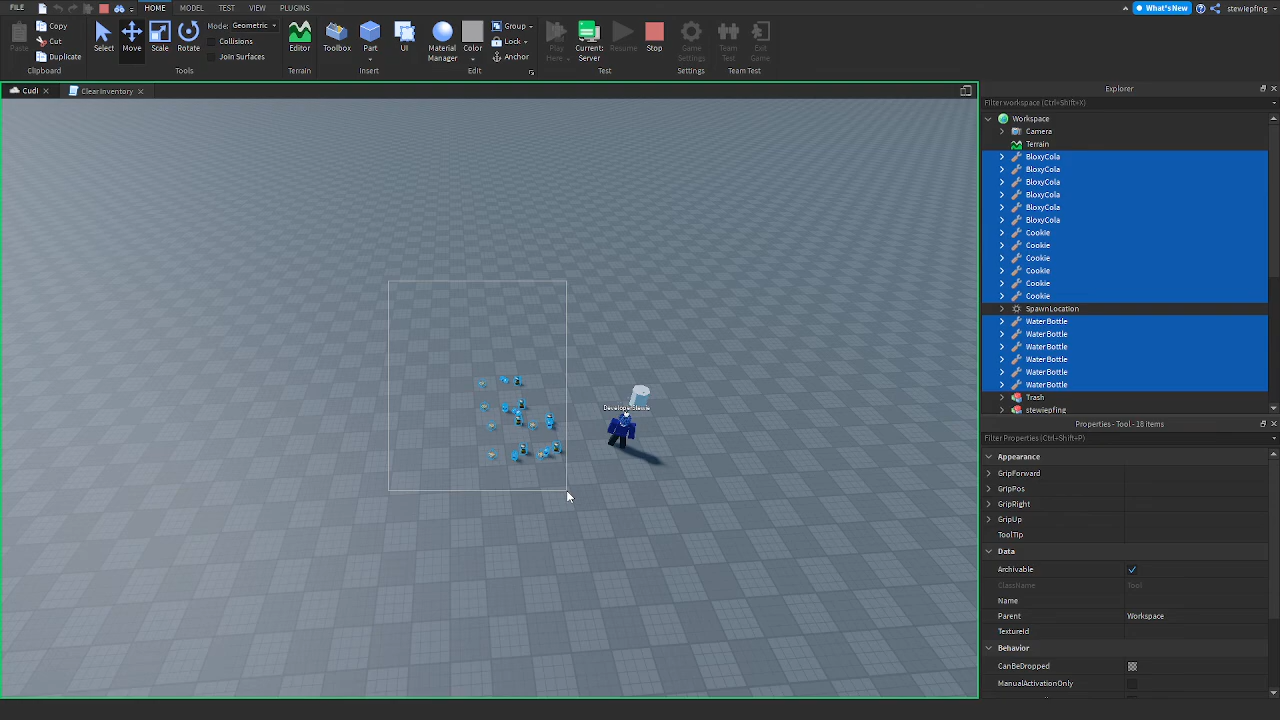 FILE HOME MODEL TEST VIEW PLUGINS What's New stewiepfing
Paste Copy Cut Duplicate Clipboard
Select Move Scale Rotate Mode: Geometric Collisions Join Surfaces Tools
Editor Terrain
Toolbox Part UI Insert
Material Manager Color Group Lock Anchor Edit
Play Here Current: Server Resume Stop Test
Game Settings Settings
Team Test Exit Game Team Test
Cudi ClearInventory
DeveloperStewie
Explorer
Filter workspace (Ctrl+Shift+X)
Workspace
Camera
Terrain
BloxyCola
BloxyCola
BloxyCola
BloxyCola
BloxyCola
BloxyCola
Cookie
Cookie
Cookie
Cookie
Cookie
Cookie
SpawnLocation
Water Bottle
Water Bottle
Water Bottle
Water Bottle
Water Bottle
Water Bottle
Trash
stewiepfing
Properties - Tool - 18 items
Filter Properties (Ctrl+Shift+P)
Appearance
GripForward
GripPos
GripRight
GripUp
ToolTip
Data
Archivable
ClassName Tool
Name
Parent Workspace
TextureId
Behavior
CanBeDropped
ManualActivationOnly